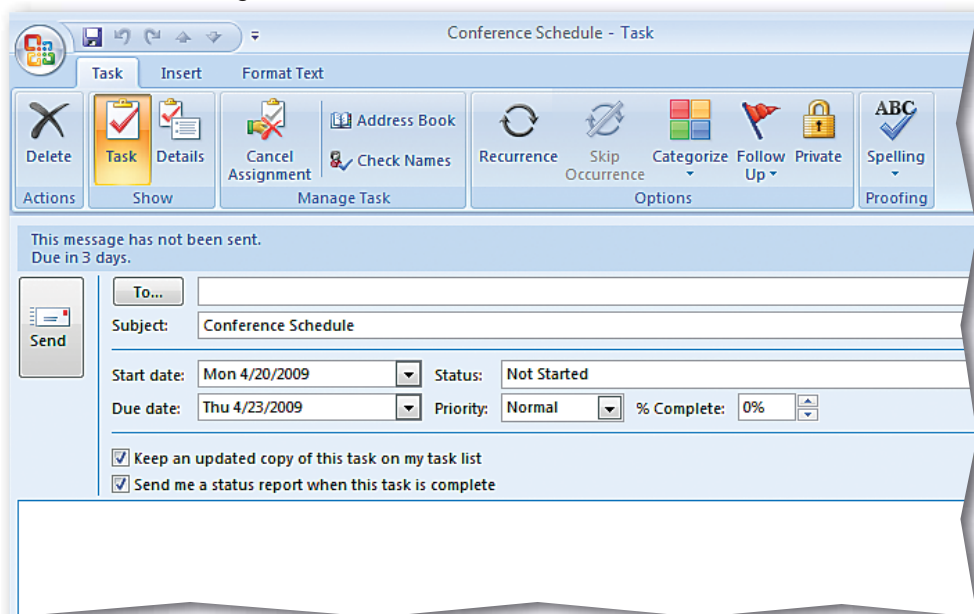 Conference Schedule - Task
Task Insert Format Text
Delete
Task
Details
Cancel Assignment
Address Book
Check Names
Recurrence
Skip Occurrence
Categorize
Follow Up
Private
ABC
Spelling
Actions
Show
Manage Task
Options
Proofing
This message has not been sent.
Due in 3 days.
Send
To...
Subject: Conference Schedule
Start date: Mon 4/20/2009 Status: Not Started
Due date: Thu 4/23/2009 Priority: Normal % Complete: 0%
Keep an updated copy of this task on my task list
Send me a status report when this task is complete